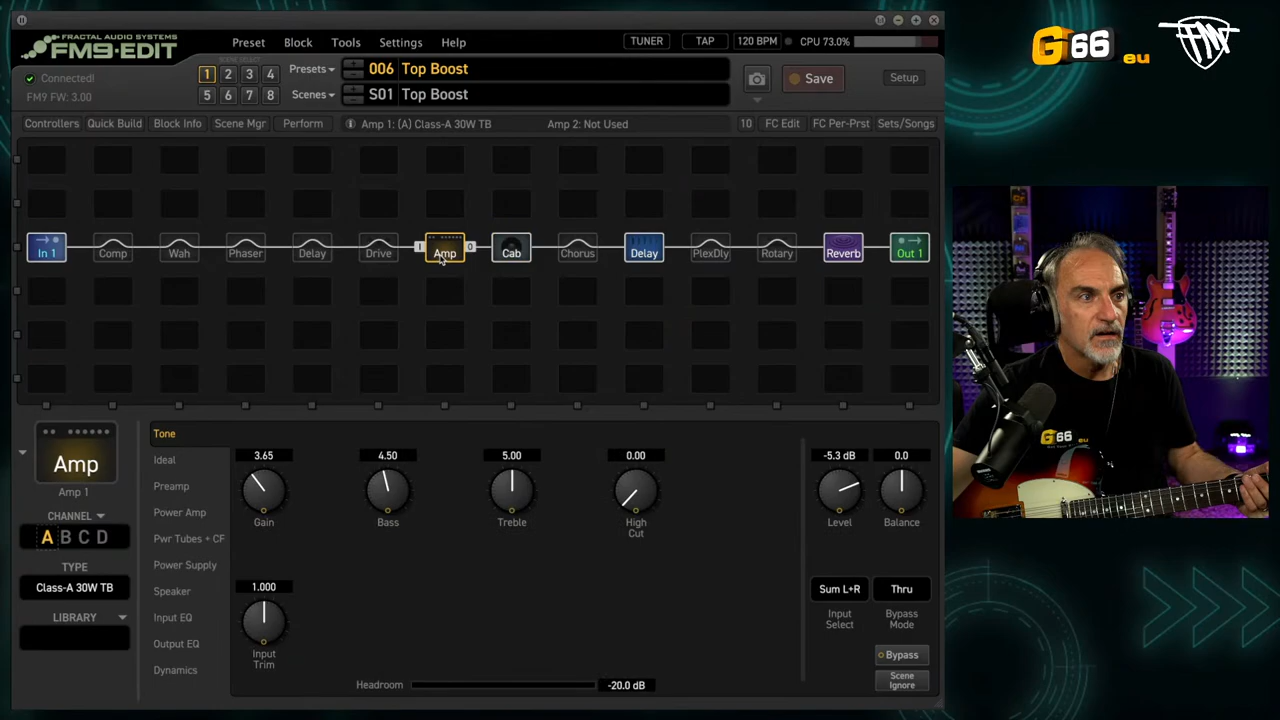 FRACTAL AUDIO SYSTEMS
FM9-EDIT
Preset Block Tools Settings Help
TUNER TAP 120 BPM CPU 73.0%
Connected!
FM9 FW: 3.00
SCENE SELECT
1 2 3 4
5 6 7 8
Presets 006 Top Boost
Scenes S01 Top Boost
Save Setup
Controllers Quick Build Block Info Scene Mgr Perform Amp 1: (A) Class-A 30W TB Amp 2: Not Used 10 FC Edit FC Per-Prst Sets/Songs
In 1 Comp Wah Phaser Delay Drive I Amp O Cab Chorus Delay PlexDly Rotary Reverb Out 1
Amp
Amp 1
CHANNEL
A B C D
TYPE
Class-A 30W TB
LIBRARY
Tone
Ideal
Preamp
Power Amp
Pwr Tubes + CF
Power Supply
Speaker
Input EQ
Output EQ
Dynamics
3.65 4.50 5.00 0.00 -5.3 dB 0.0
Gain Bass Treble High Cut Level Balance
1.000
Input Trim
Sum L+R Thru
Input Select Bypass Mode
Bypass
Scene Ignore
Headroom -20.0 dB
G66 eu
FMT
G66 eu